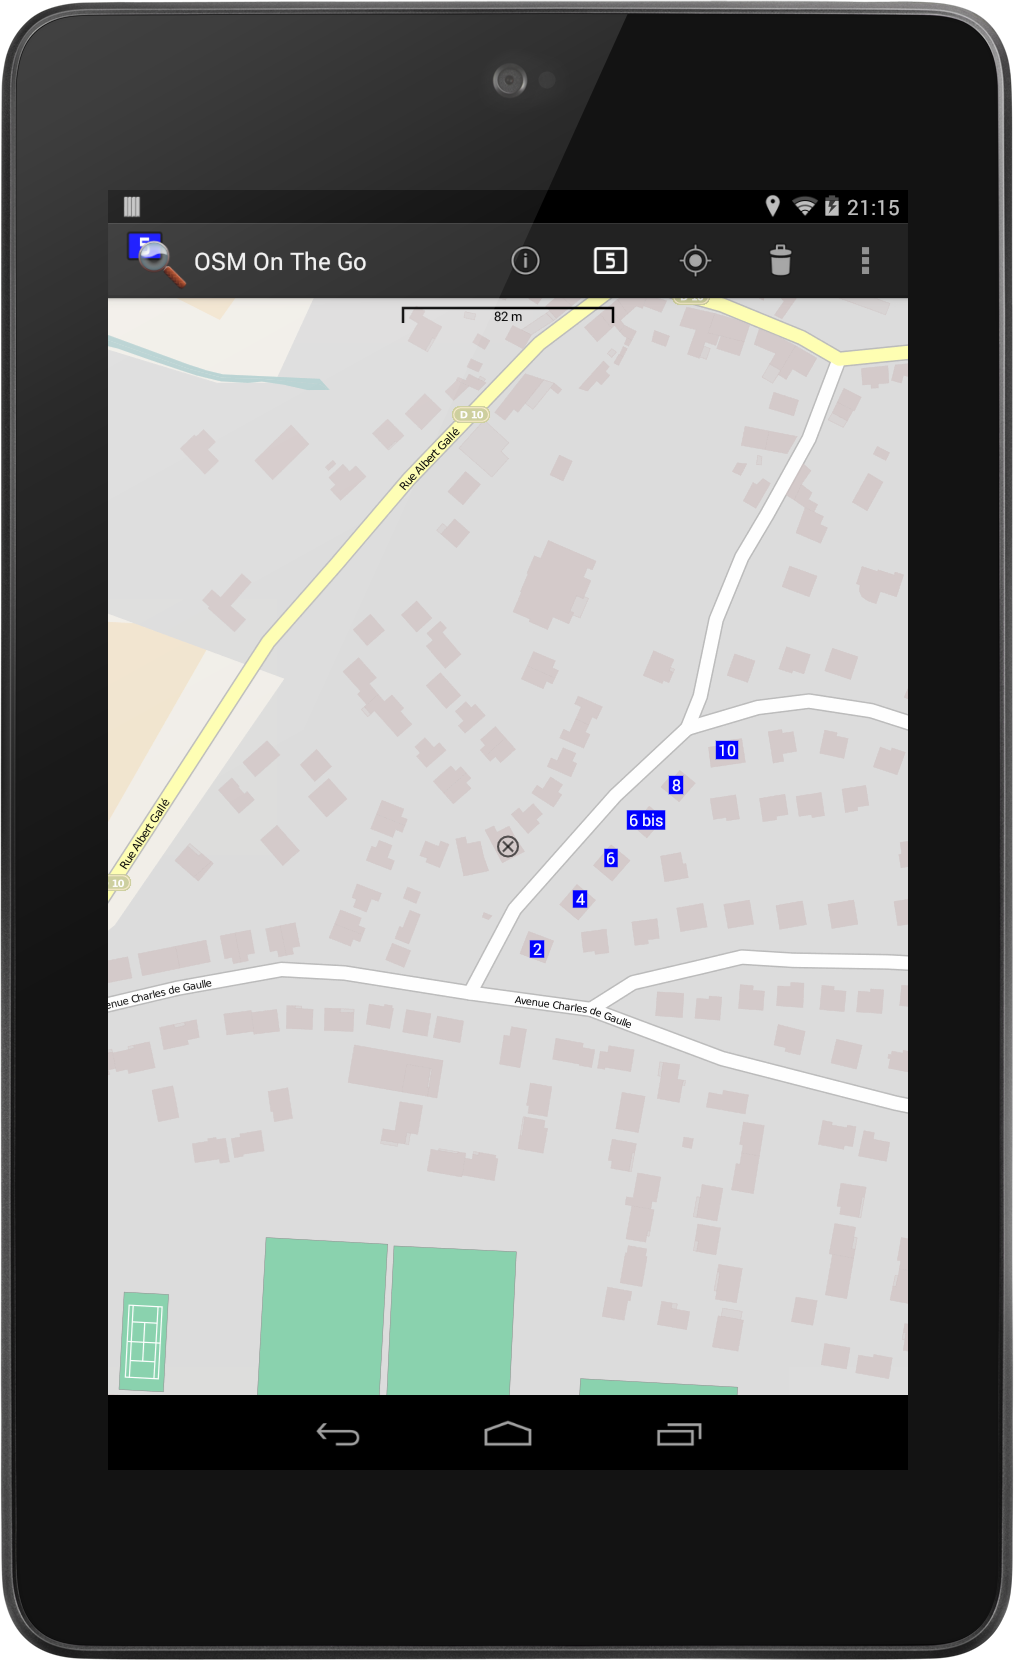 21:15
OSM On The Go
5
82 m
D 10
Rue Albert Gallé
10
8
6 bis
6
4
2
Rue Albert Gallé
10
enue Charles de Gaulle
Avenue Charles de Gaulle